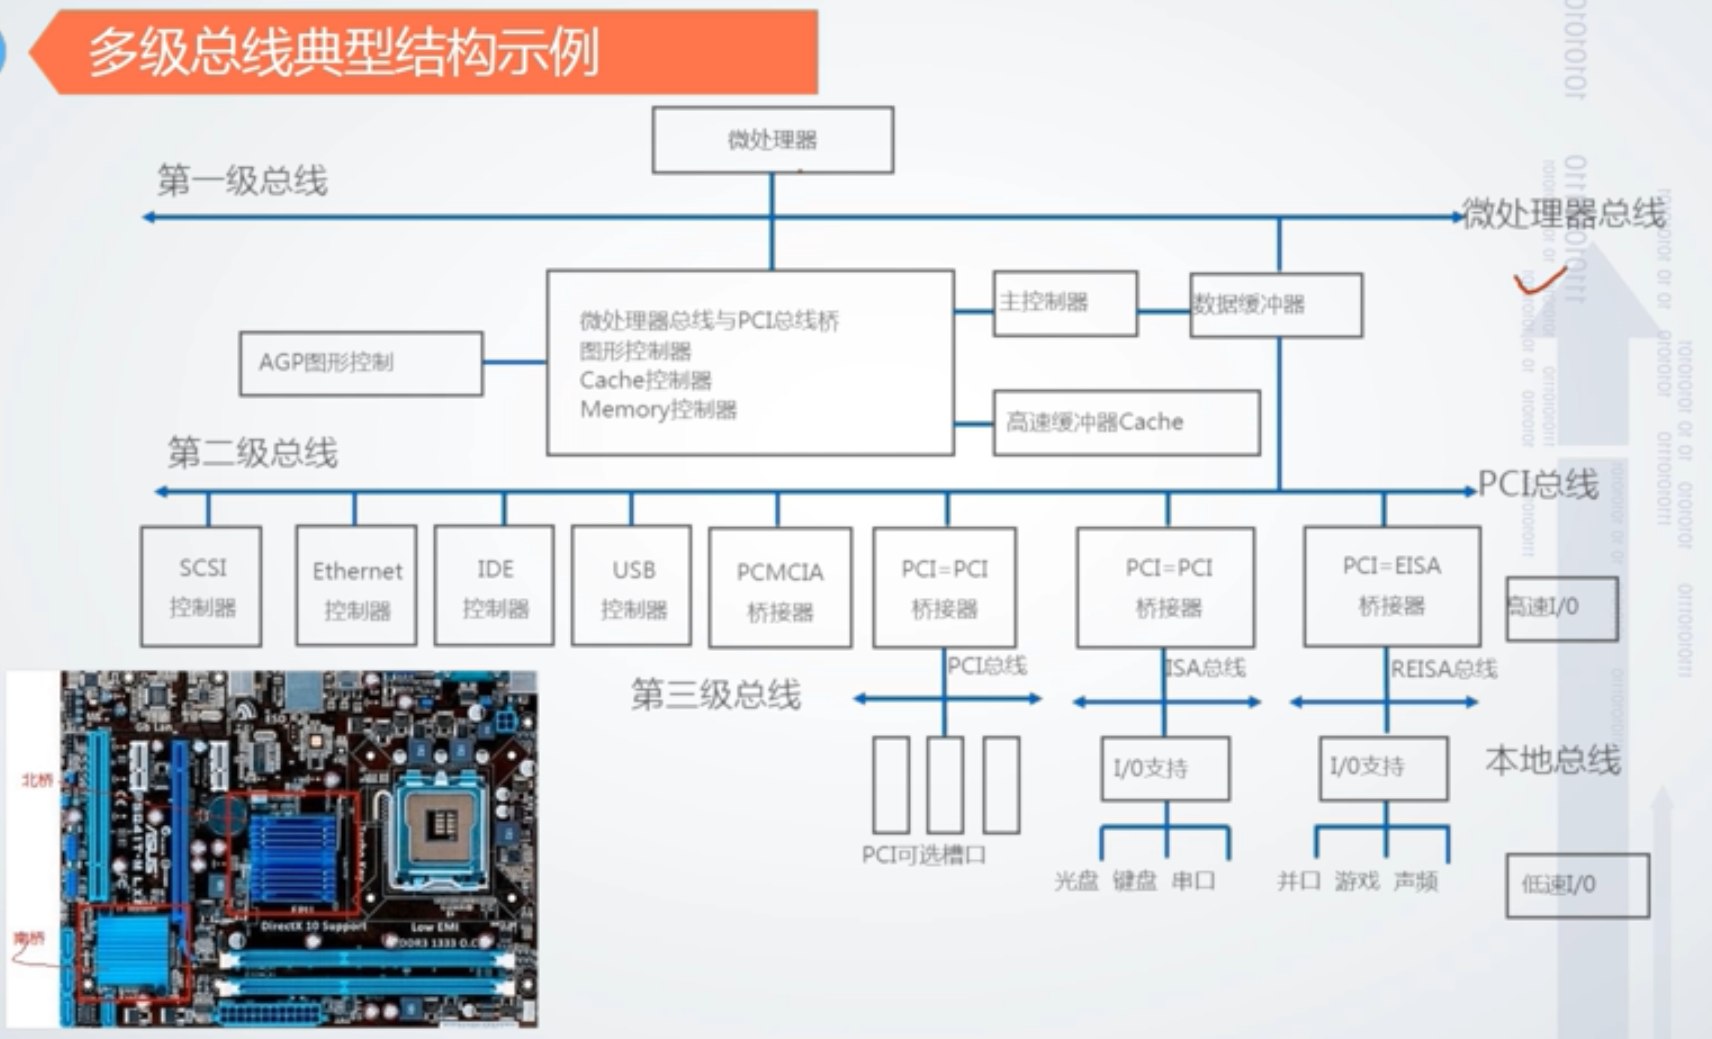 多级总线典型结构示例
微处理器
第一级总线
微处理器总线
微处理器总线与PCI总线桥
图形控制器
Cache控制器
Memory控制器
主控制器
数据缓冲器
AGP图形控制
高速缓冲器Cache
第二级总线
PCI总线
SCSI
控制器
Ethernet
控制器
IDE
控制器
USB
控制器
PCMCIA
桥接器
PCI=PCI
桥接器
PCI=PCI
桥接器
PCI=EISA
桥接器
高速I/0
第三级总线
PCI总线
ISA总线
REISA总线
I/0支持
I/0支持
本地总线
PCI可选槽口
光盘 键盘 串口
并口 游戏 声频
低速I/0
北桥
南桥
DirectX 10 Support
Low EMI